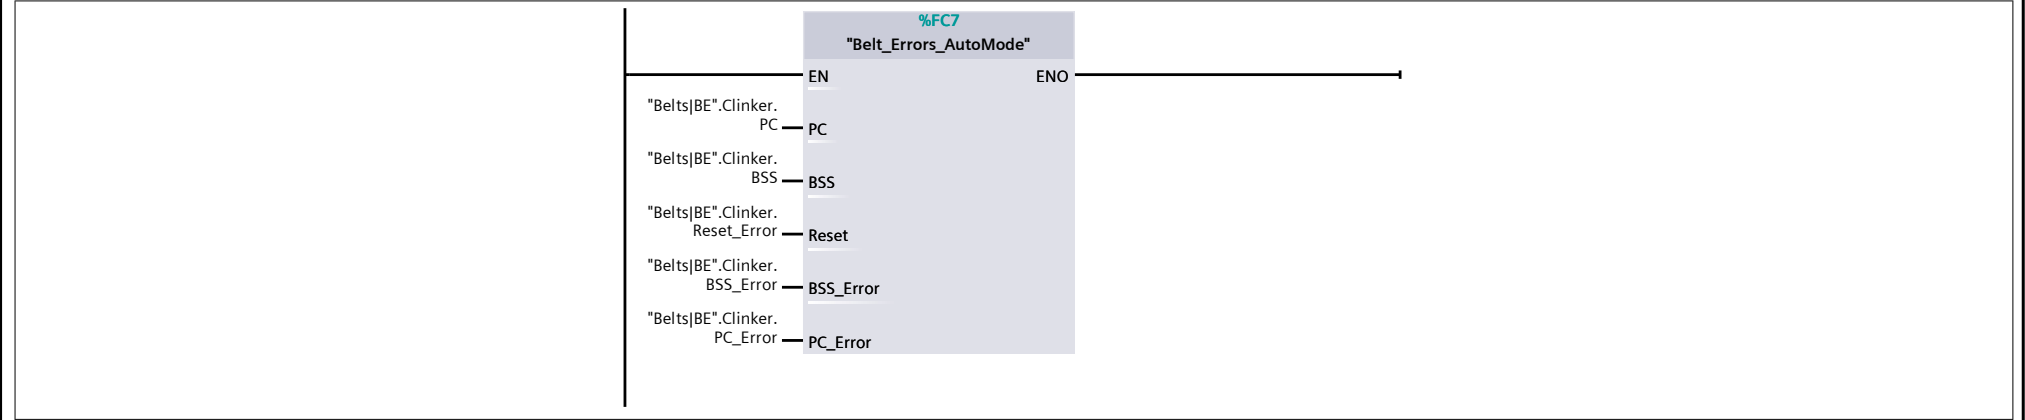 %FC7
"Belt_Errors_AutoMode"
EN ENO
"Belts|BE".Clinker.
PC PC
"Belts|BE".Clinker.
BSS BSS
"Belts|BE".Clinker.
Reset_Error Reset
"Belts|BE".Clinker.
BSS_Error BSS_Error
"Belts|BE".Clinker.
PC_Error PC_Error